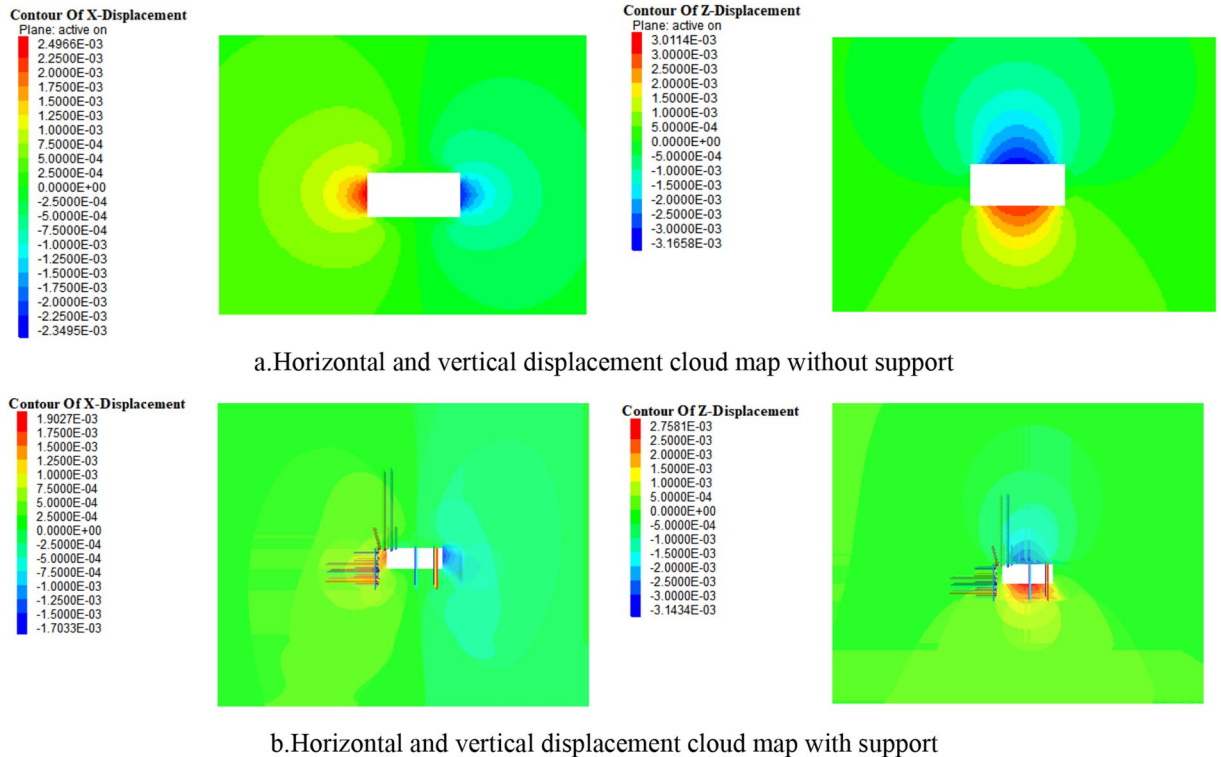 Contour Of X-Displacement
Plane: active on
2.4966E-03
2.2500E-03
2.0000E-03
1.7500E-03
1.5000E-03
1.2500E-03
1.0000E-03
7.5000E-04
5.0000E-04
2.5000E-04
0.0000E+00
-2.5000E-04
-5.0000E-04
-7.5000E-04
-1.0000E-03
-1.2500E-03
-1.5000E-03
-1.7500E-03
-2.0000E-03
-2.2500E-03
-2.3495E-03
Contour Of Z-Displacement
Plane: active on
3.0114E-03
3.0000E-03
2.5000E-03
2.0000E-03
1.5000E-03
1.0000E-03
5.0000E-04
0.0000E+00
-5.0000E-04
-1.0000E-03
-1.5000E-03
-2.0000E-03
-2.5000E-03
-3.0000E-03
-3.1658E-03
a.Horizontal and vertical displacement cloud map without support
Contour Of X-Displacement
1.9027E-03
1.7500E-03
1.5000E-03
1.0000E-03
7.5000E-04
5.0000E-04
2.5000E-04
0.0000E+00
-2.5000E-04
-5.0000E-04
-7.5000E-04
-1.0000E-03
-1.2500E-03
-1.5000E-03
-1.7033E-03
Contour Of Z-Displacement
2.7581E-03
2.5000E-03
1.5000E-03
1.0000E-03
5.0000E-04
0.0000E+00
-5.0000E-04
-1.0000E-03
-1.5000E-03
-2.0000E-03
-2.5000E-03
-3.0000E-03
-3.1434E-03
b.Horizontal and vertical displacement cloud map with support